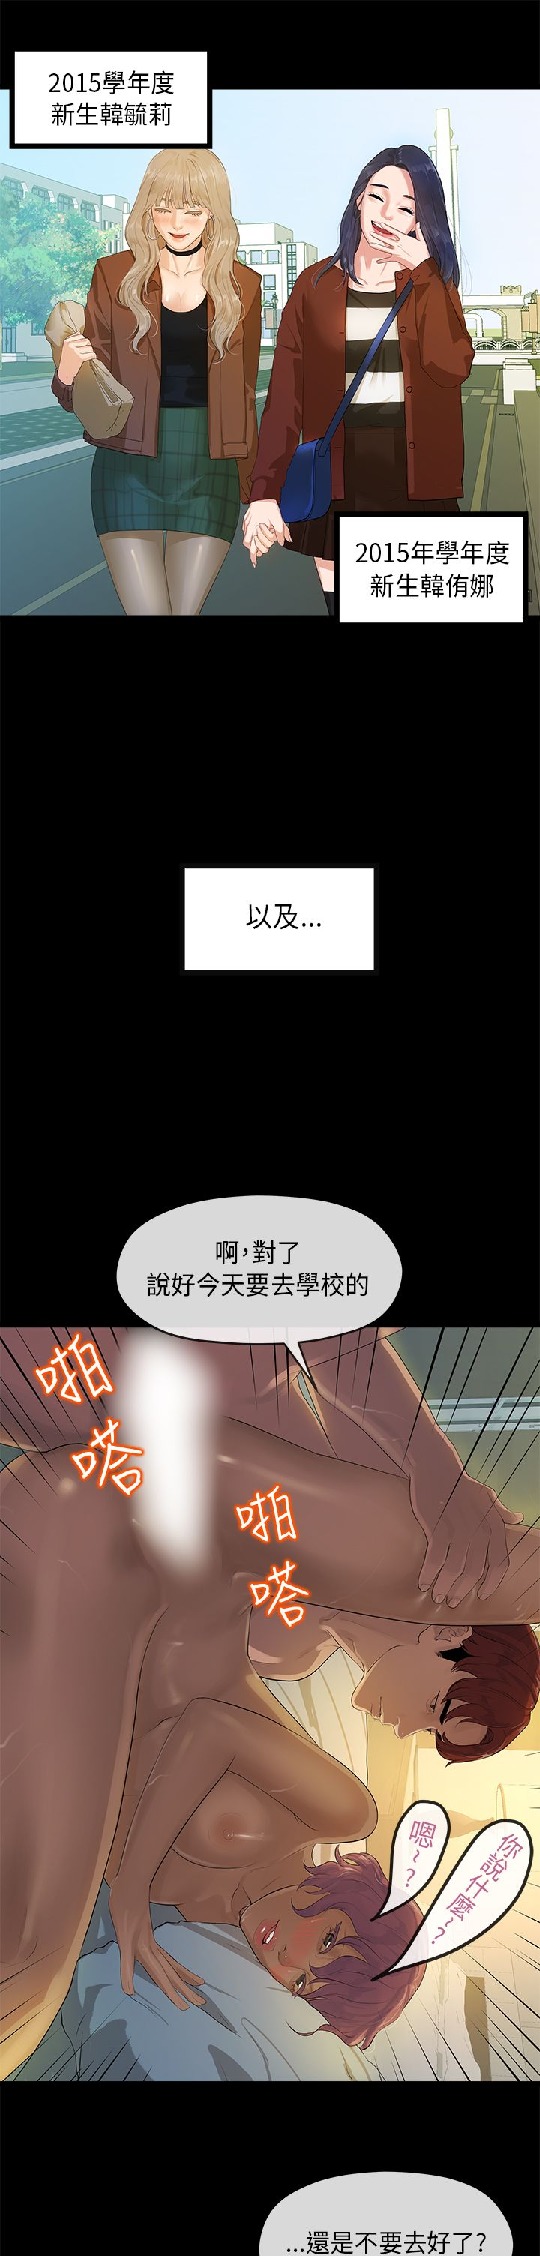 2015學年度
新生韓毓莉
2015年學年度
新生韓侑娜
以及...
啊,對了
說好今天要去學校的
啪
嗒
啪
嗒
你說什麼~?
嗯~?
...還是不要去好了?